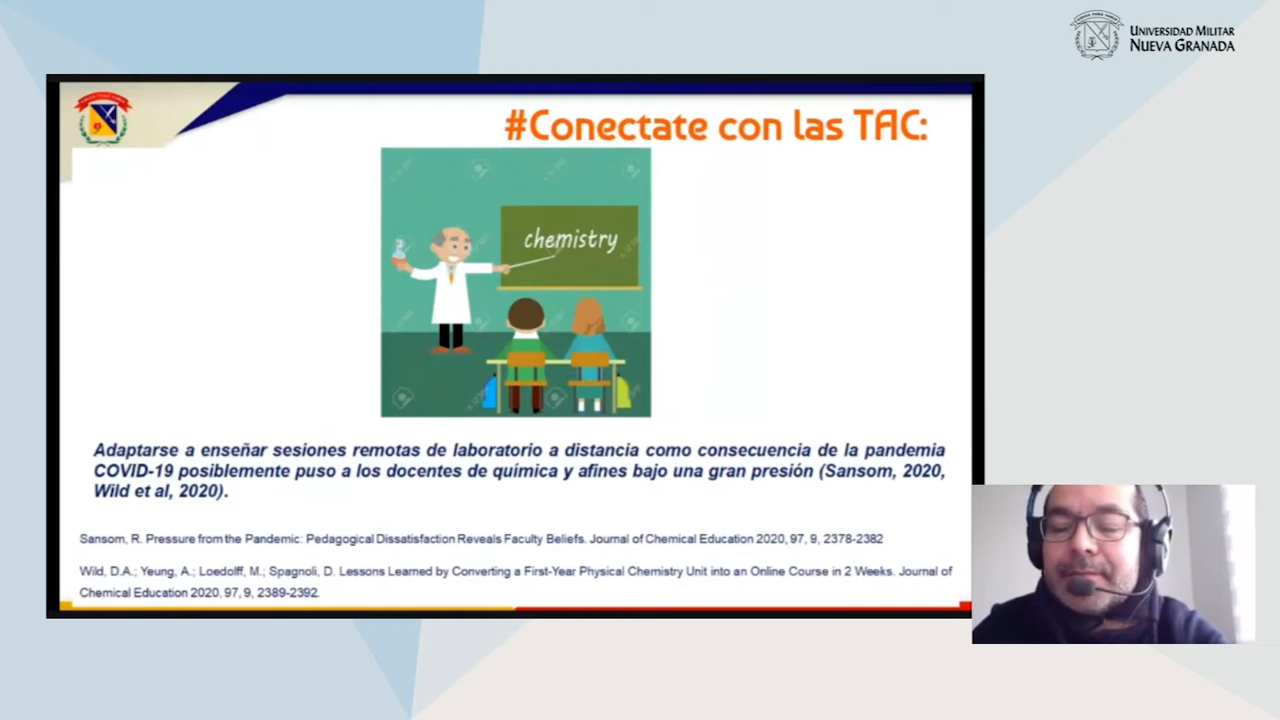 UNIVERSIDAD MILITAR
NUEVA GRANADA
#Conectate con las TAC:
chemistry
Adaptarse a enseñar sesiones remotas de laboratorio a distancia como consecuencia de la pandemia
COVID-19 posiblemente puso a los docentes de química y afines bajo una gran presión (Sansom, 2020,
Wild et al, 2020).
Sansom, R. Pressure from the Pandemic: Pedagogical Dissatisfaction Reveals Faculty Beliefs. Journal of Chemical Education 2020, 97, 9, 2378-2382
Wild, D.A.; Yeung, A.; Loedolff, M.; Spagnoli, D. Lessons Learned by Converting a First-Year Physical Chemistry Unit into an Online Course in 2 Weeks. Journal of
Chemical Education 2020, 97, 9, 2389-2392.